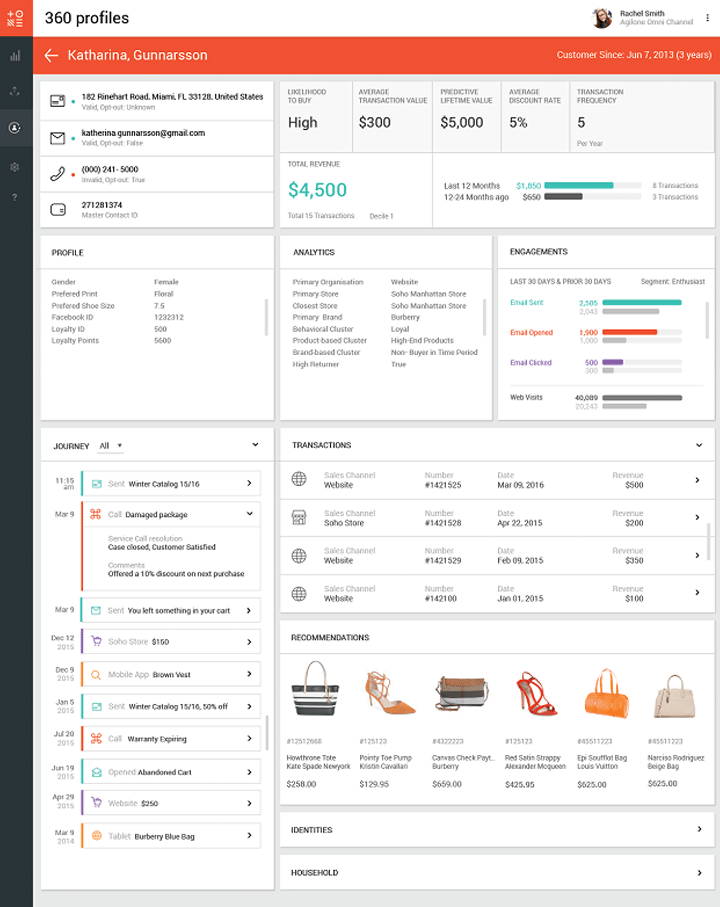 360 profiles
Rachel Smith
Agilone Omni Channel
Katharina, Gunnarsson
Customer Since: Jun 7, 2013 (3 years)
182 Rinehart Road, Miami, FL 33128, United States
Valid, Opt-out: Unknown
katherina.gunnarsson@gmail.com
Valid, Opt-out: False
(000) 241- 5000
Invalid, Opt-out: True
271281374
Master Contact ID
LIKELIHOOD TO BUY
High
AVERAGE TRANSACTION VALUE
$300
PREDICTIVE LIFETIME VALUE
$5,000
AVERAGE DISCOUNT RATE
5%
TRANSACTION FREQUENCY
5
Per Year
TOTAL REVENUE
$4,500
Total 15 Transactions Decile 1
Last 12 Months $1,850 8 Transactions
12-24 Months ago $650 3 Transactions
PROFILE
Gender Female
Prefered Print Floral
Prefered Shoe Size 7.5
Facebook ID 1232312
Loyalty ID 500
Loyalty Points 5600
ANALYTICS
Primary Organisation Website
Primary Store Soho Manhattan Store
Closest Store Soho Manhattan Store
Primary Brand Burberry
Behavioral Cluster Loyal
Product-based Cluster High-End Products
Brand-based Cluster Non- Buyer in Time Period
High Returner True
ENGAGEMENTS
LAST 30 DAYS & PRIOR 30 DAYS Segment: Enthusiast
Email Sent 2,505
2,043
Email Opened 1,900
1,000
Email Clicked 500
300
Web Visits 40,089
20,243
JOURNEY All
11:15 am Sent Winter Catalog 15/16
Mar 9 Call Damaged package
Service Call resolution
Case closed, Customer Satisfied
Comments
Offered a 10% discount on next purchase
Mar 9 Sent You left something in your cart
Dec 12 2015 Soho Store $150
Dec 9 2015 Mobile App Brown Vest
Jan 5 2015 Sent Winter Catalog 15/16, 50% off
Jul 20 2015 Call Warranty Expiring
Jun 19 2015 Opened Abandoned Cart
Apr 29 2015 Website $250
Mar 9 2014 Tablet Burberry Blue Bag
TRANSACTIONS
Sales Channel Number Date Revenue
Website #1421525 Mar 09, 2016 $500
Sales Channel Number Date Revenue
Soho Store #1421528 Apr 22, 2015 $200
Sales Channel Number Date Revenue
Website #1421529 Feb 09, 2015 $350
Sales Channel Number Date Revenue
Website #142100 Jan 01, 2015 $100
RECOMMENDATIONS
#12512668
Howthrone Tote
Kate Spade Newyork
$258.00
#125123
Pointy Toe Pump
Kristin Cavallari
$129.95
#4322223
Canvas Check Payt..
Burberry
$659.00
#125123
Red Satin Strappy
Alexander Mcqueen
$425.95
#45511223
Epi Soufflot Bag
Louis Vuitton
$625.00
#45511223
Narciso Rodriguez
Beige Bag
$625.00
IDENTITIES
HOUSEHOLD